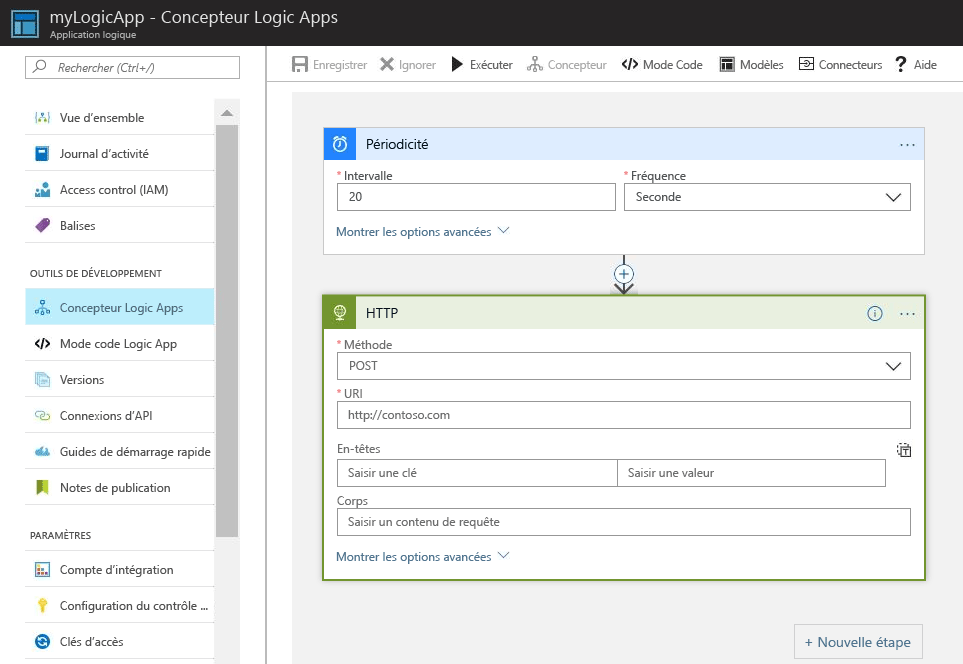 myLogicApp - Concepteur Logic Apps
Application logique
Rechercher (Ctrl+/)
Vue d'ensemble
Journal d'activité
Access control (IAM)
Balises
OUTILS DE DÉVELOPPEMENT
Concepteur Logic Apps
Mode code Logic App
Versions
Connexions d'API
Guides de démarrage rapide
Notes de publication
PARAMÈTRES
Compte d'intégration
Configuration du contrôle ...
Clés d'accès
Enregistrer Ignorer Exécuter Concepteur Mode Code Modèles Connecteurs ? Aide
Périodicité ...
* Intervalle * Fréquence
20 Seconde
Montrer les options avancées
HTTP ...
* Méthode
POST
* URI
http://contoso.com
En-têtes
Saisir une clé Saisir une valeur
Corps
Saisir un contenu de requête
Montrer les options avancées
+ Nouvelle étape